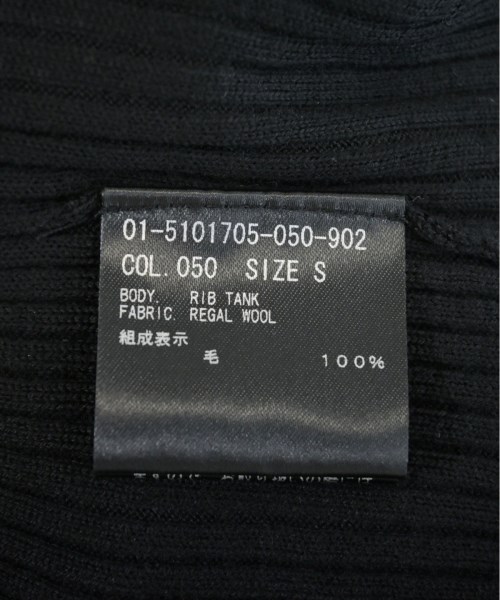 01-5101705-050-902
COL. 050 SIZE S
BODY. RIB TANK
FABRIC. REGAL WOOL
組成表示
毛 100%